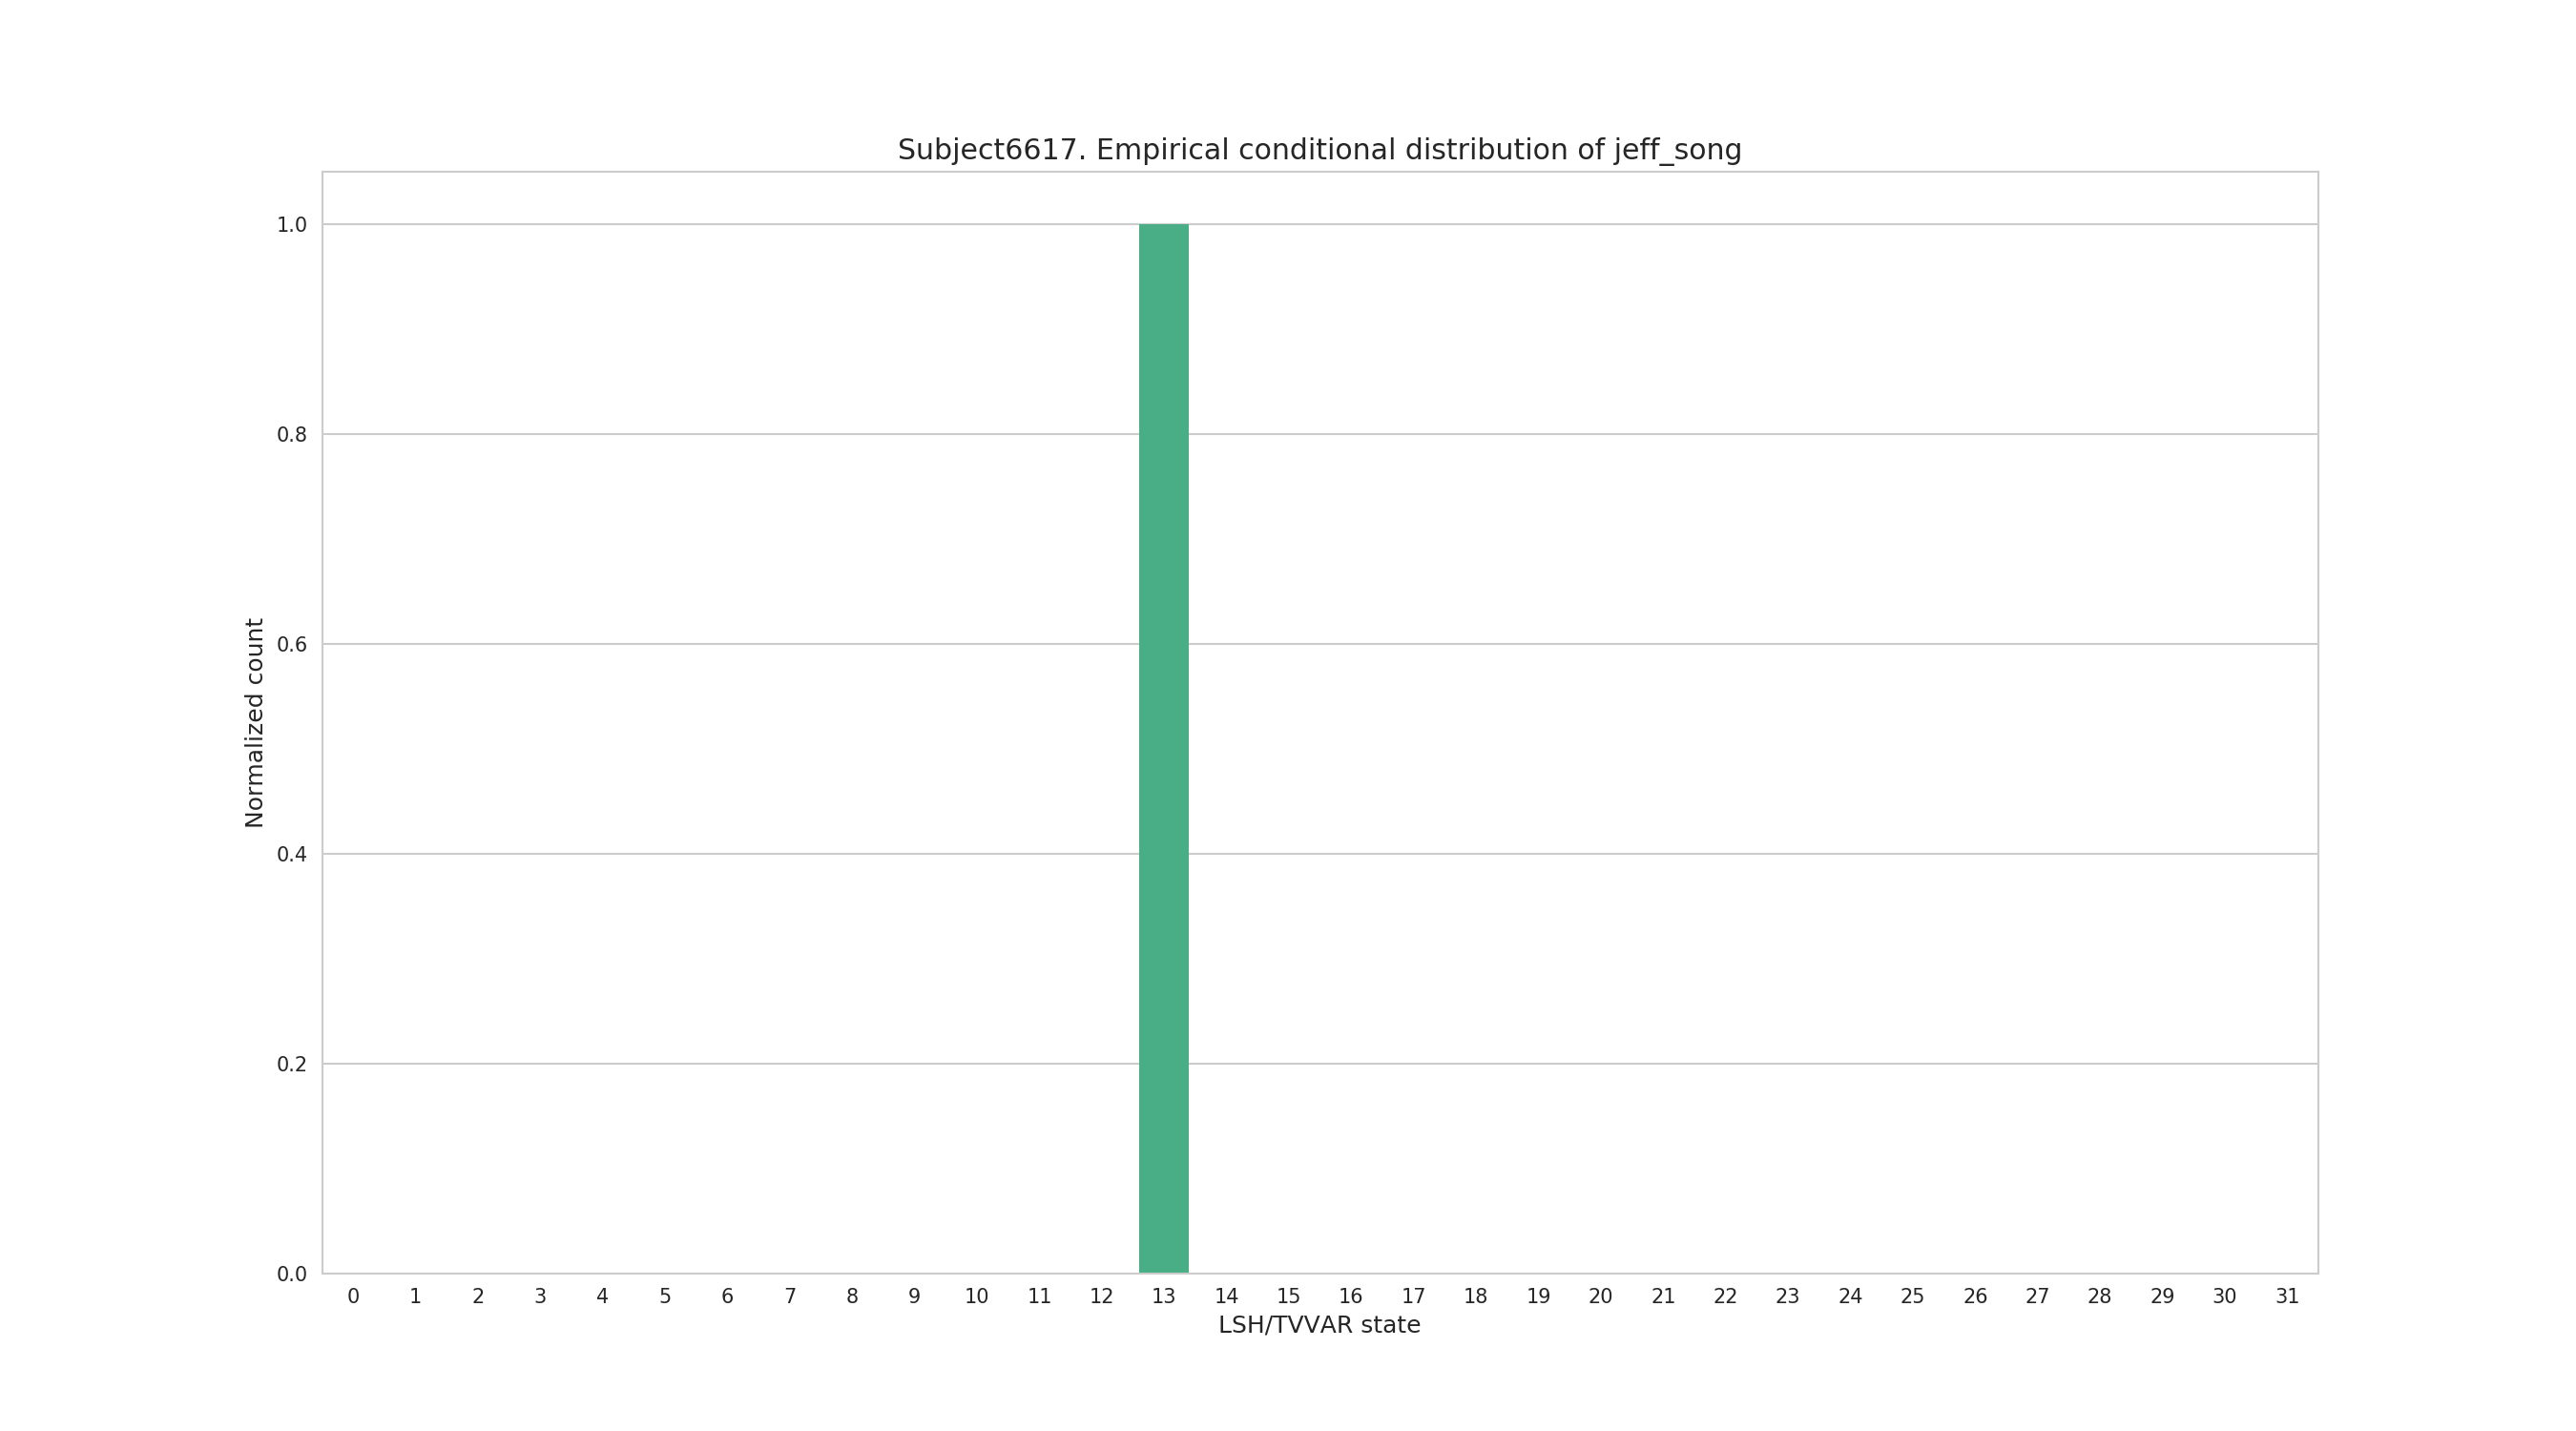 Subject6617. Empirical conditional distribution of jeff_song
1.0
0.8
0.6
0.4
0.2
0.0
Normalized count
0 1 2 3 4 5 6 7 8 9 10 11 12 13 14 15 16 17 18 19 20 21 22 23 24 25 26 27 28 29 30 31
LSH/TVVAR state